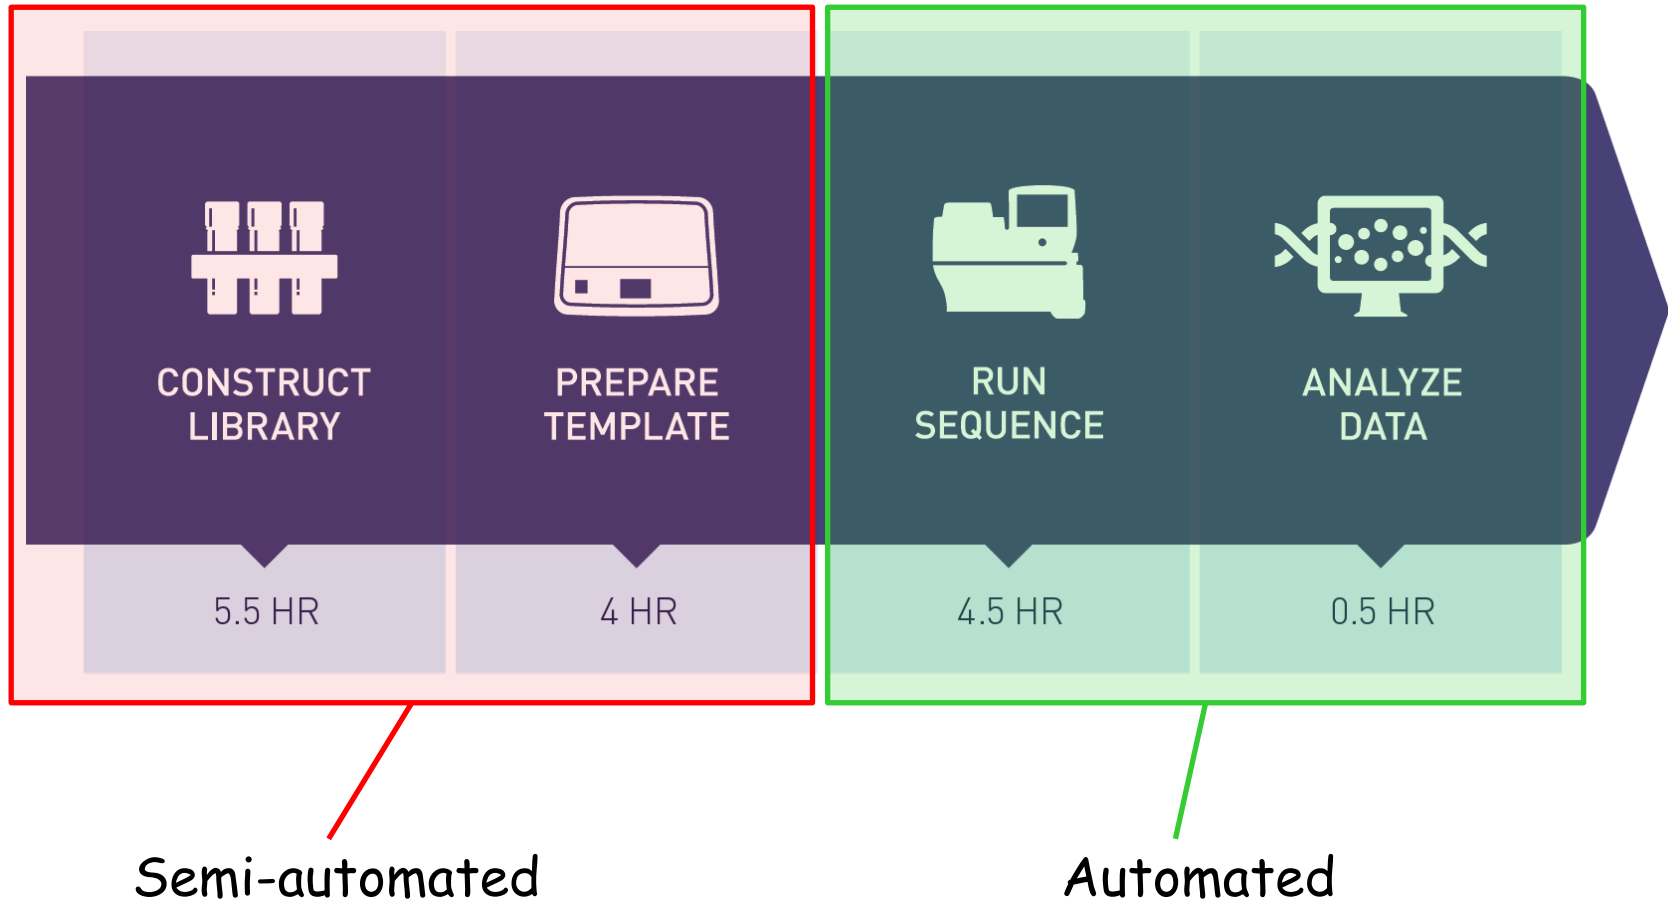 CONSTRUCT
LIBRARY
PREPARE
TEMPLATE
RUN
SEQUENCE
ANALYZE
DATA
5.5 HR
4 HR
4.5 HR
0.5 HR
Semi-automated
Automated